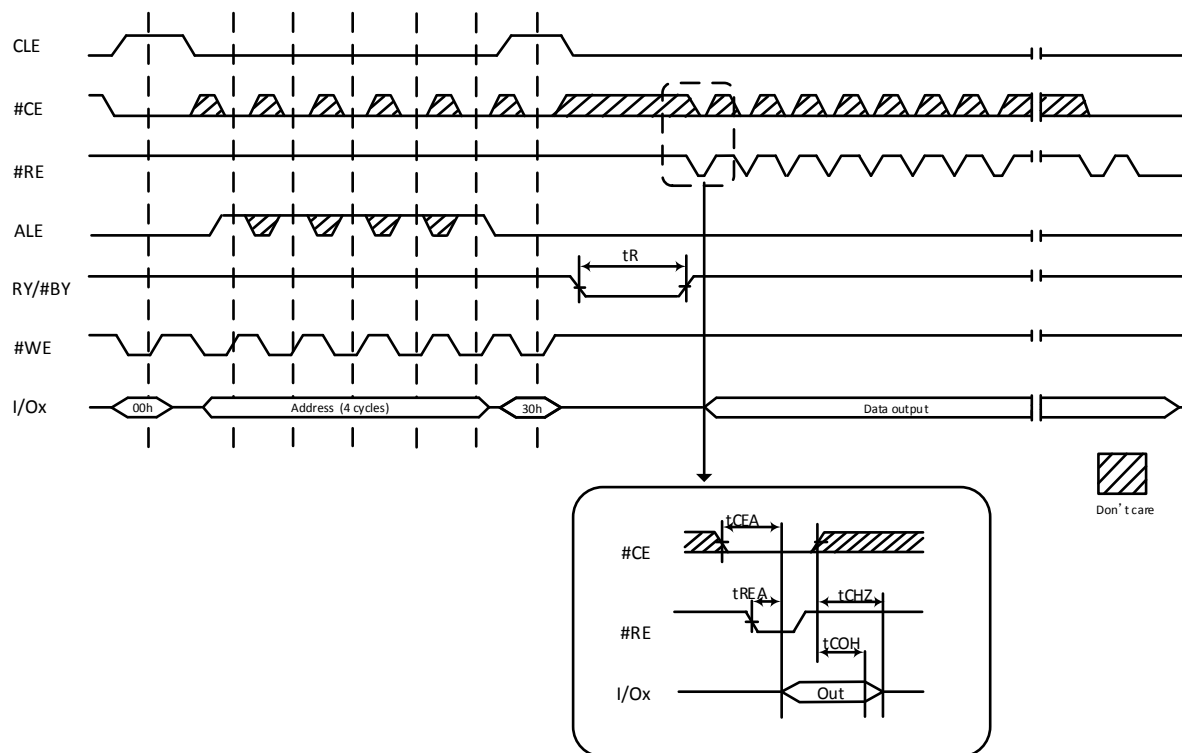 CLE
#CE
#RE
ALE
tR
RY/#BY
#WE
I/Ox
00h
Address (4 cycles)
30h
Data output
Don't care
tCEA
#CE
tREA
tCHZ
#RE
tCOH
I/Ox
Out